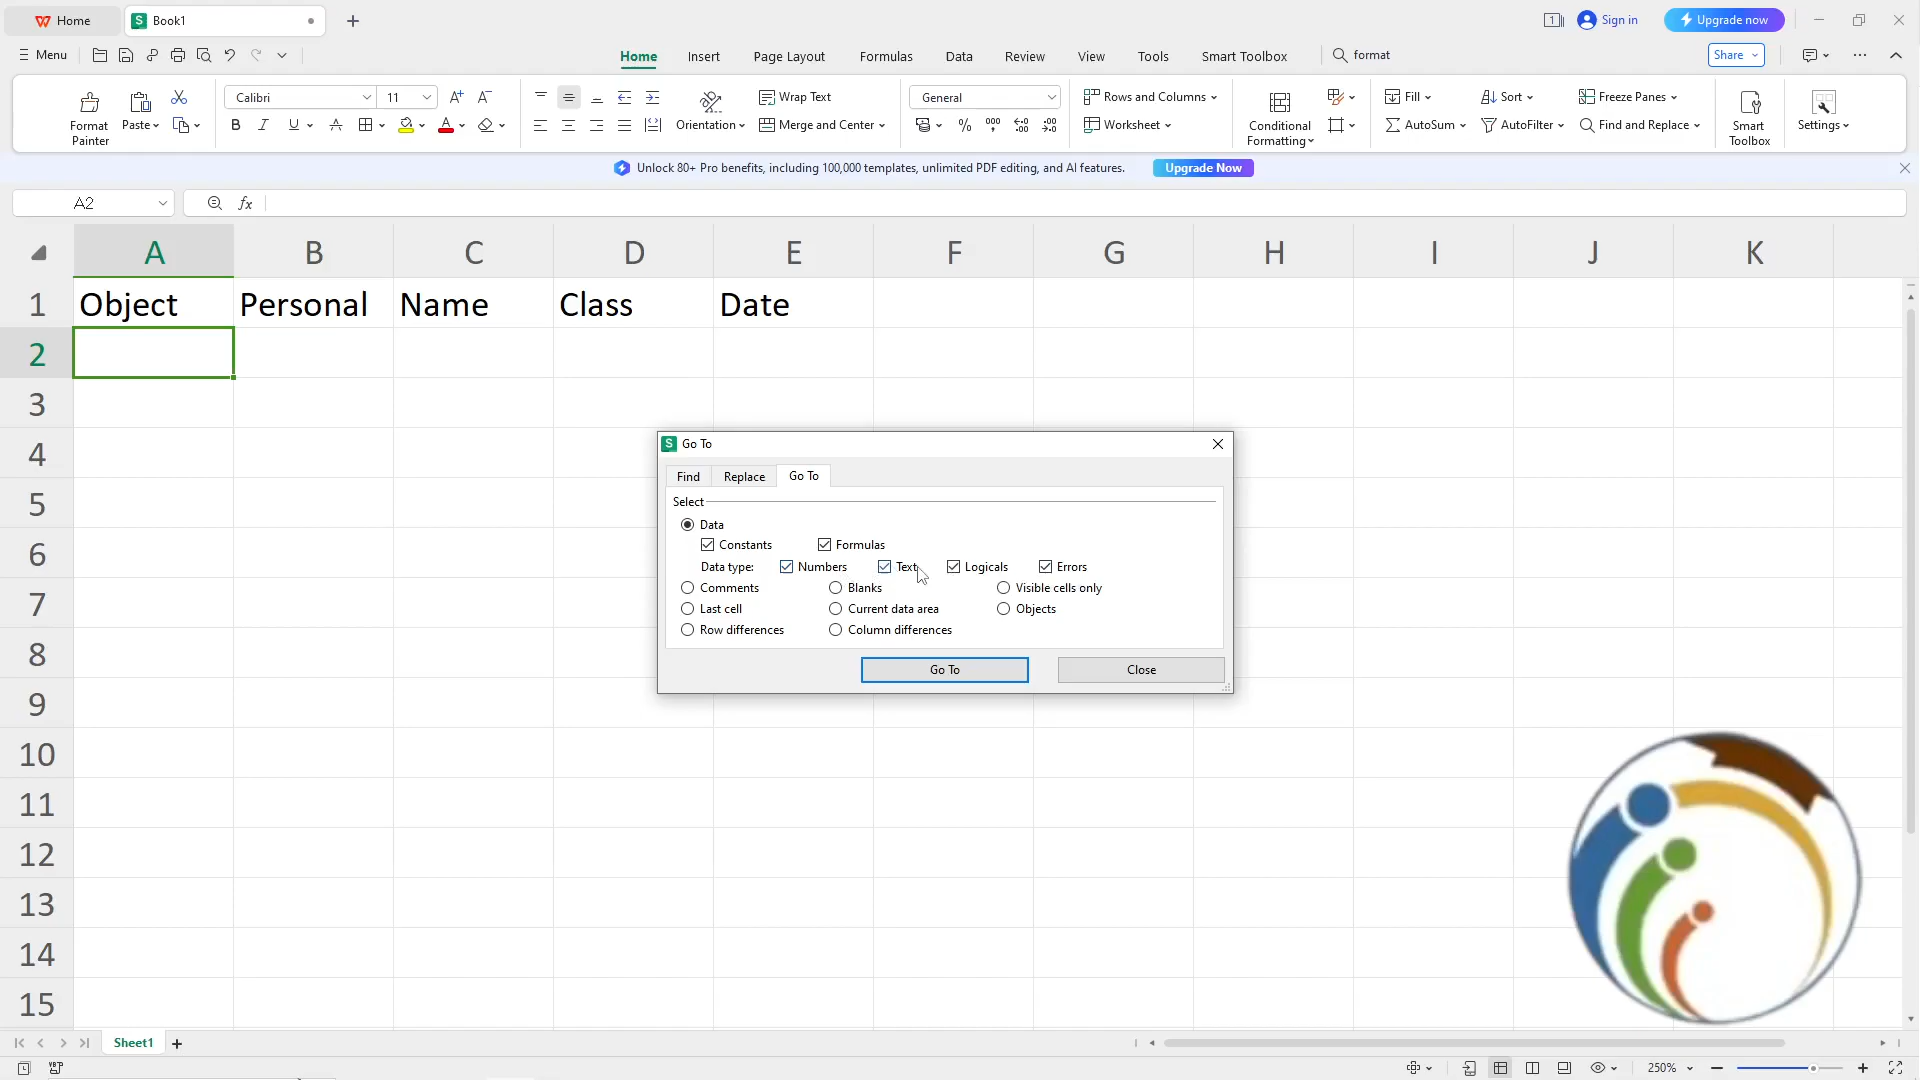 Home
Book1
Sign in
Upgrade now
Menu
Home
Insert
Page Layout
Formulas
Data
Review
View
Tools
Smart Toolbox
format
Share
Format Painter
Paste
Calibri
11
Orientation
Wrap Text
Merge and Center
General
Rows and Columns
Worksheet
Conditional Formatting
Fill
AutoSum
Sort
AutoFilter
Freeze Panes
Find and Replace
Smart Toolbox
Settings
Unlock 80+ Pro benefits, including 100,000 templates, unlimited PDF editing, and AI features.
Upgrade Now
A2
fx
A B C D E F G H I J K
1 Object Personal Name Class Date
2
3
4
5
6
7
8
9
10
11
12
13
14
15
Go To
Find Replace Go To
Select
Data
Constants Formulas
Data type: Numbers Text Logicals Errors
Comments Blanks Visible cells only
Last cell Current data area Objects
Row differences Column differences
Go To Close
Sheet1
250%